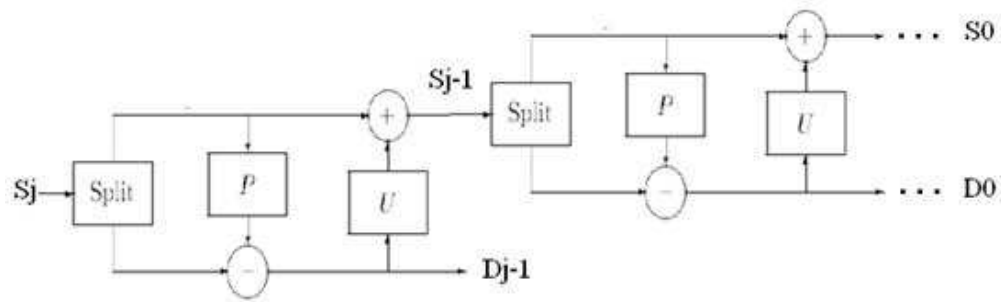 + ... S0
Sj-1
Split P U
+
Sj Split P U
− ... D0
− Dj-1